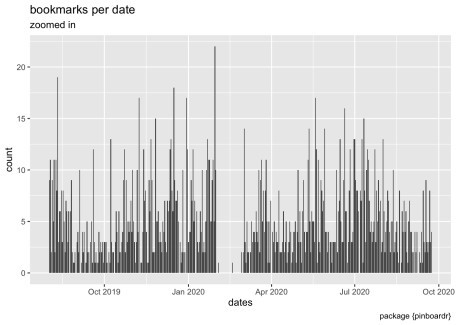 bookmarks per date
zoomed in
20
15
10
5
0
count
Oct 2019
Jan 2020
Apr 2020
Jul 2020
Oct 2020
dates
package {pinboardr}